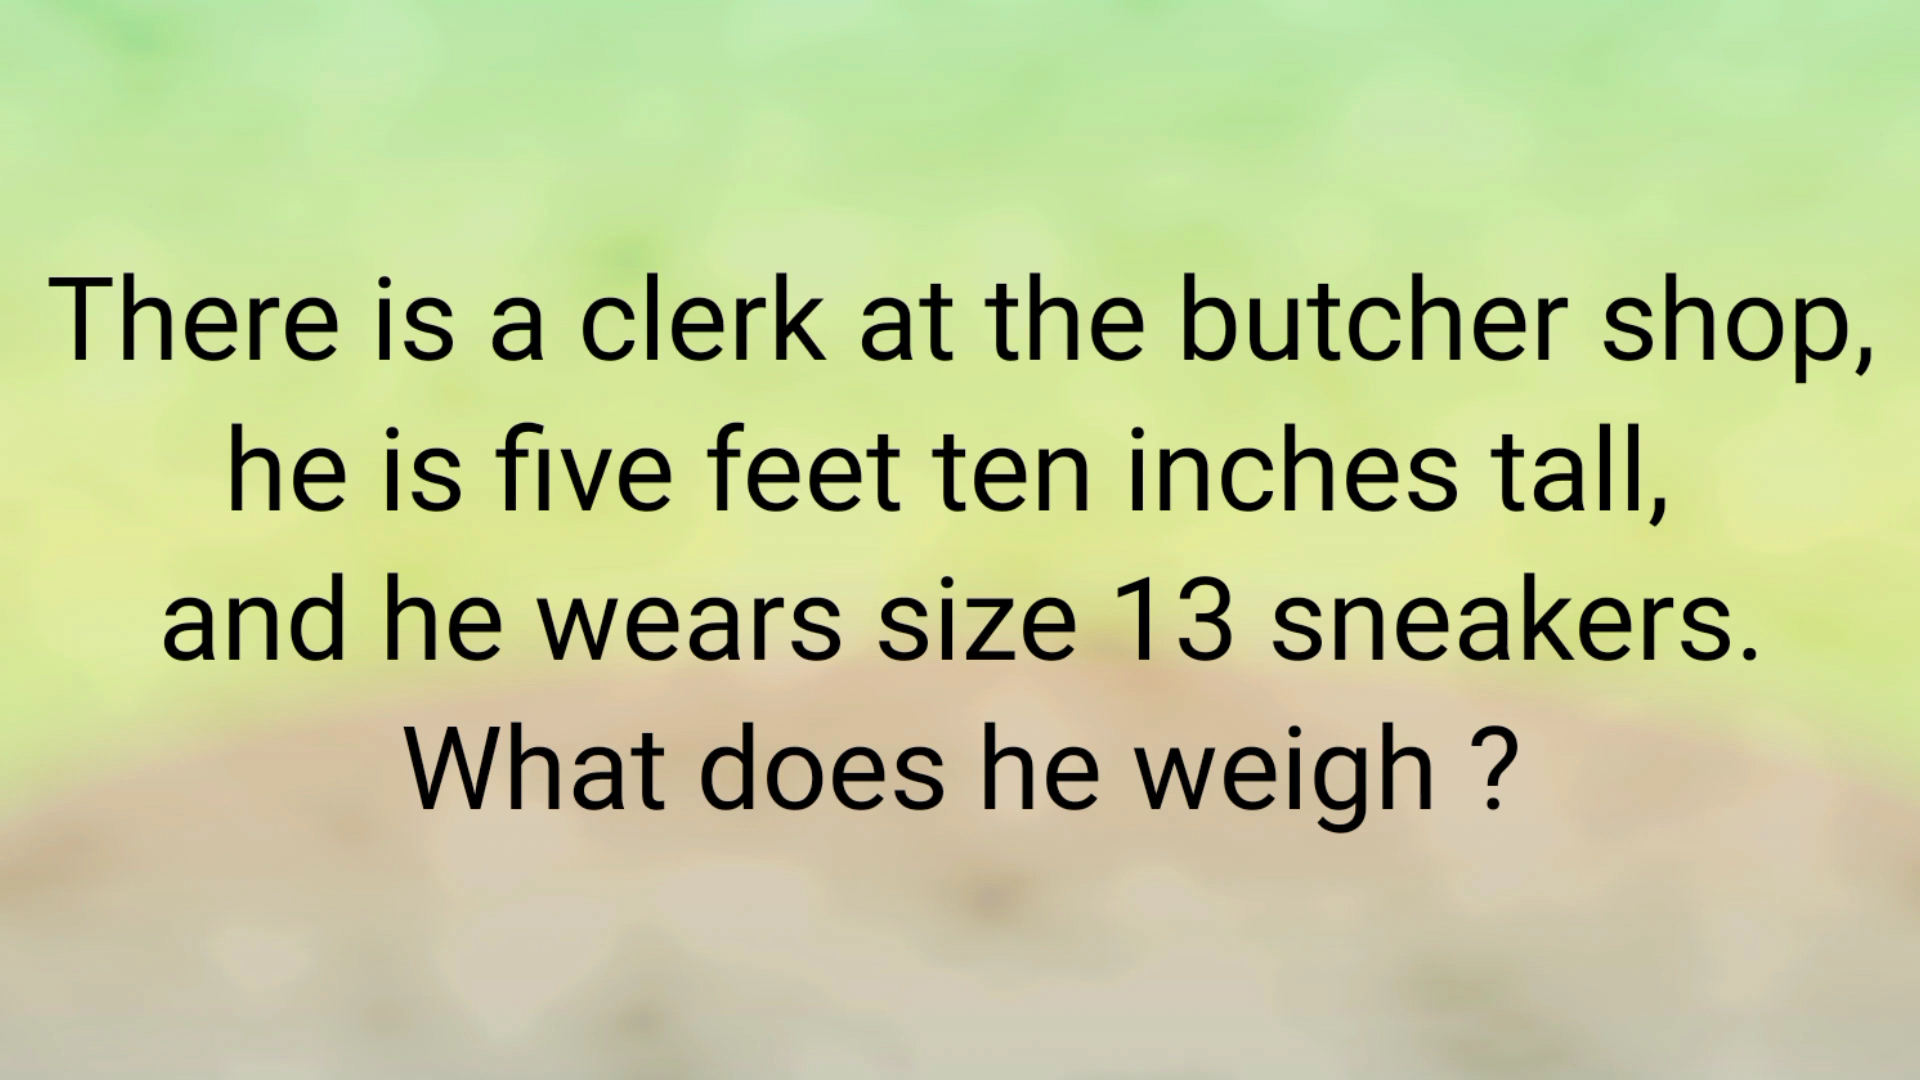 There is a clerk at the butcher shop,
he is five feet ten inches tall,
and he wears size 13 sneakers.
What does he weigh ?